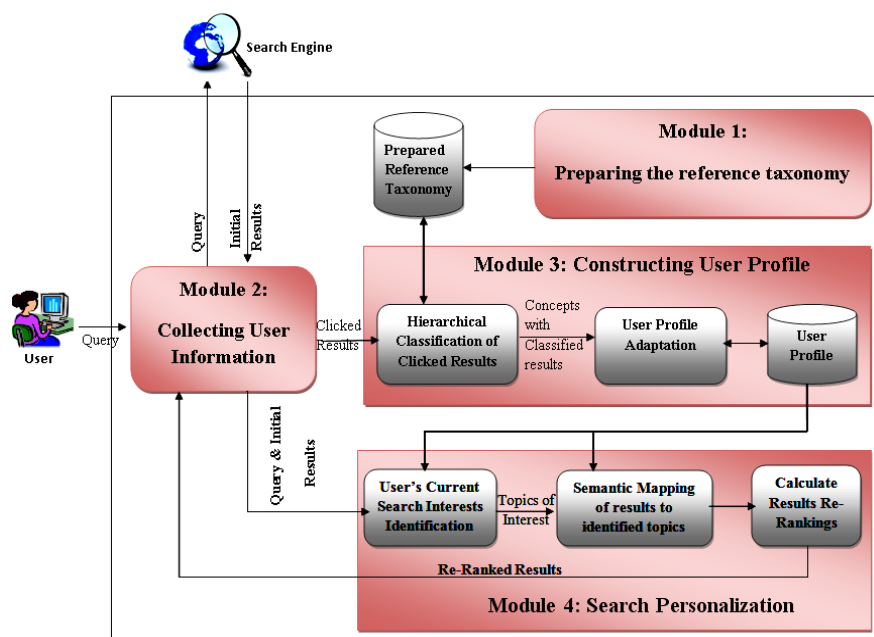 Search Engine
Module 1:
Preparing the reference taxonomy
Prepared
Reference
Taxonomy
Query
Initial
Results
Module 2:
Collecting User
Information
User
Query
Clicked
Results
Module 3: Constructing User Profile
Hierarchical
Classification of
Clicked Results
Concepts
with
Classified
results
User Profile
Adaptation
User
Profile
Query & Initial
Results
User's Current
Search Interests
Identification
Topics of
Interest
Semantic Mapping
of results to
identified topics
Calculate
Results Re-
Rankings
Re-Ranked Results
Module 4: Search Personalization